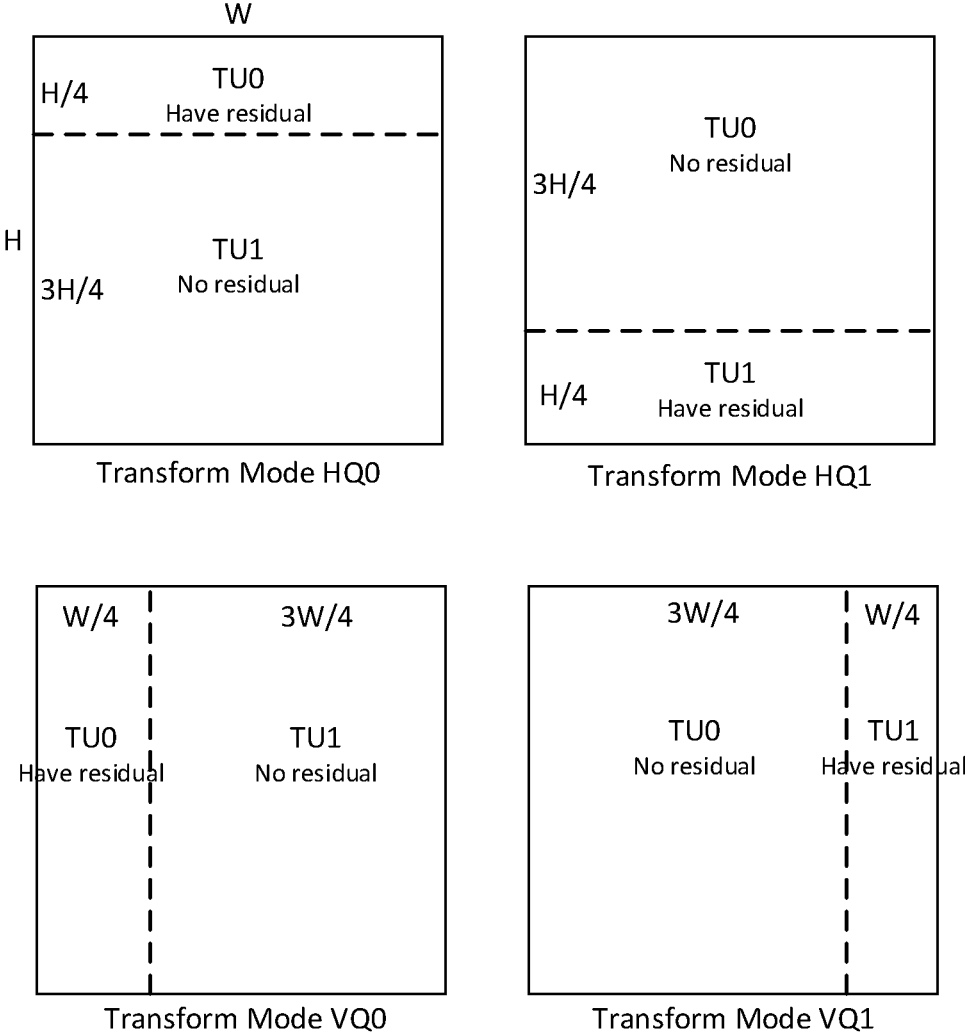 W
H/4
TU0
Have residual
H
TU1
No residual
3H/4
Transform Mode HQ0
TU0
No residual
3H/4
TU1
H/4
Have residual
Transform Mode HQ1
W/4 3W/4
TU0 TU1
Have residual No residual
Transform Mode VQ0
3W/4 W/4
TU0 TU1
No residual Have residual
Transform Mode VQ1